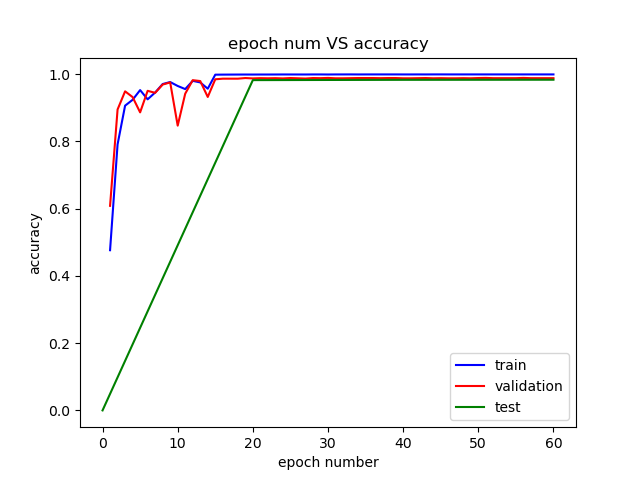 epoch num VS accuracy
1.0
0.8
0.6
0.4
0.2
0.0
accuracy
train
validation
test
0 10 20 30 40 50 60
epoch number